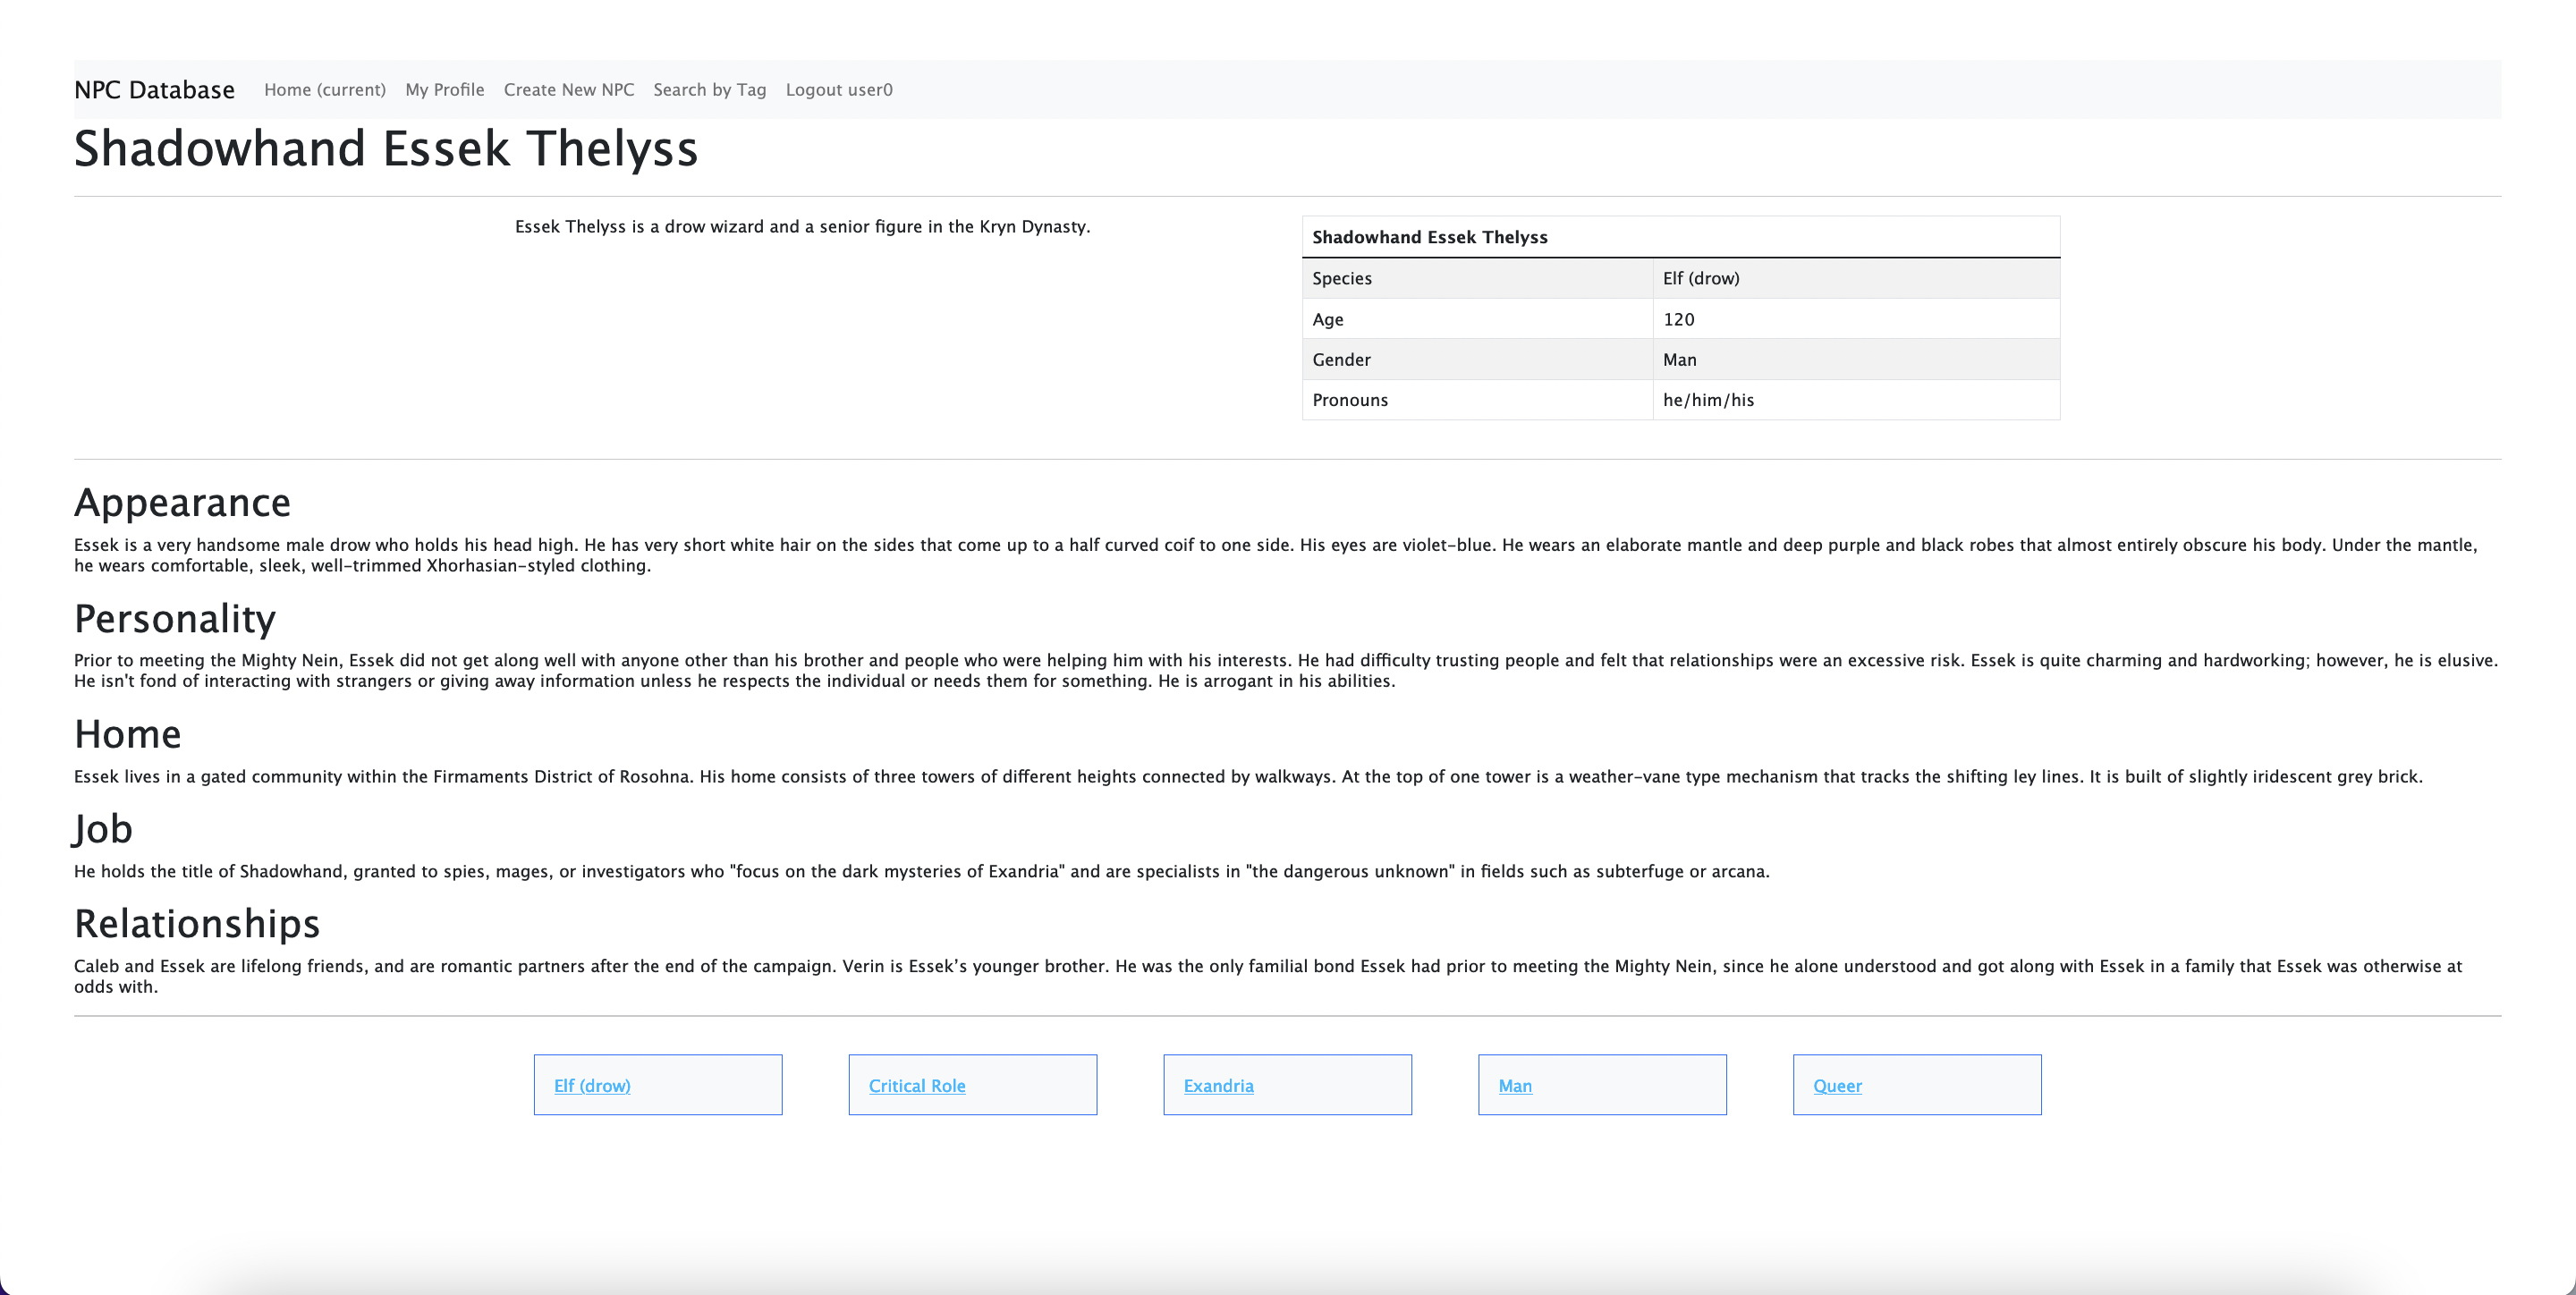 NPC Database Home (current) My Profile Create New NPC Search by Tag Logout user0
Shadowhand Essek Thelyss
Essek Thelyss is a drow wizard and a senior figure in the Kryn Dynasty.
Shadowhand Essek Thelyss
Species Elf (drow)
Age 120
Gender Man
Pronouns he/him/his
Appearance
Essek is a very handsome male drow who holds his head high. He has very short white hair on the sides that come up to a half curved coif to one side. His eyes are violet-blue. He wears an elaborate mantle and deep purple and black robes that almost entirely obscure his body. Under the mantle,
he wears comfortable, sleek, well-trimmed Xhorhasian-styled clothing.
Personality
Prior to meeting the Mighty Nein, Essek did not get along well with anyone other than his brother and people who were helping him with his interests. He had difficulty trusting people and felt that relationships were an excessive risk. Essek is quite charming and hardworking; however, he is elusive.
He isn't fond of interacting with strangers or giving away information unless he respects the individual or needs them for something. He is arrogant in his abilities.
Home
Essek lives in a gated community within the Firmaments District of Rosohna. His home consists of three towers of different heights connected by walkways. At the top of one tower is a weather-vane type mechanism that tracks the shifting ley lines. It is built of slightly iridescent grey brick.
Job
He holds the title of Shadowhand, granted to spies, mages, or investigators who "focus on the dark mysteries of Exandria" and are specialists in "the dangerous unknown" in fields such as subterfuge or arcana.
Relationships
Caleb and Essek are lifelong friends, and are romantic partners after the end of the campaign. Verin is Essek’s younger brother. He was the only familial bond Essek had prior to meeting the Mighty Nein, since he alone understood and got along with Essek in a family that Essek was otherwise at
odds with.
Elf (drow) Critical Role Exandria Man Queer